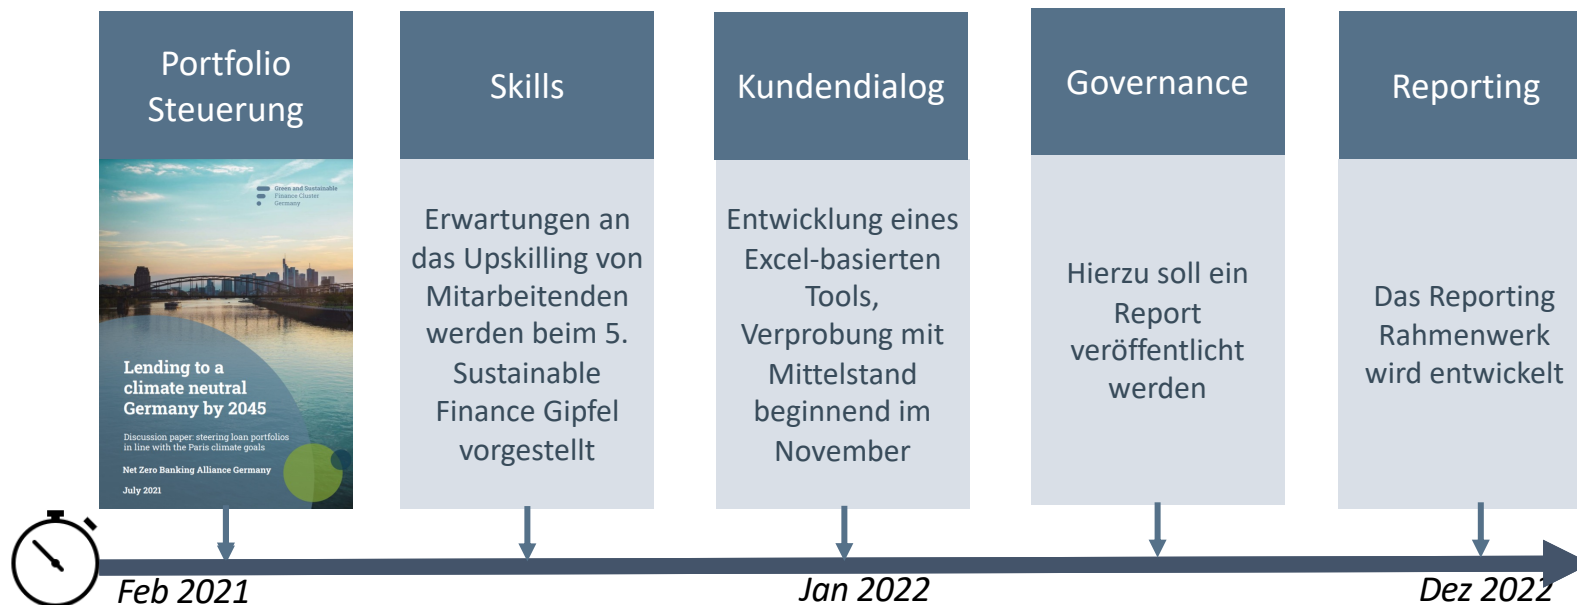 Portfolio
Steuerung
Green and Sustainable
Finance Cluster
Germany
Lending to a
climate neutral
Germany by 2045
Discussion paper: steering loan portfolios
in line with the Paris climate goals
Net Zero Banking Alliance Germany
July 2021
Skills
Erwartungen an
das Upskilling von
Mitarbeitenden
werden beim 5.
Sustainable
Finance Gipfel
vorgestellt
Kundendialog
Entwicklung eines
Excel-basierten
Tools,
Verprobung mit
Mittelstand
beginnend im
November
Governance
Hierzu soll ein
Report
veröffentlicht
werden
Reporting
Das Reporting
Rahmenwerk
wird entwickelt
Feb 2021
Jan 2022
Dez 2022